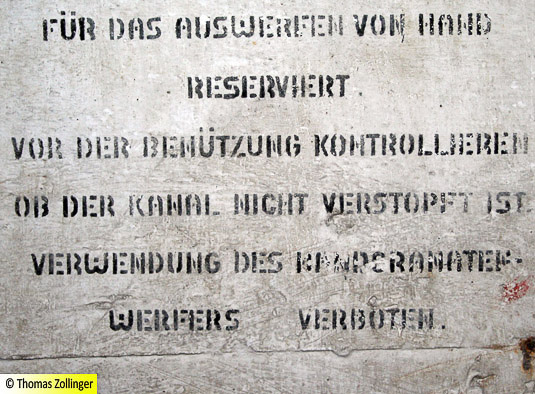 FÜR DAS AUSWERFEN VON HAND
RESERVIERT.
VOR DER BENÜTZUNG KONTROLLIEREN
OB DER KANAL NICHT VERSTOPFT IST.
VERWENDUNG DES HANDGRANATEN-
WERFERS VERBOTEN.
© Thomas Zollinger